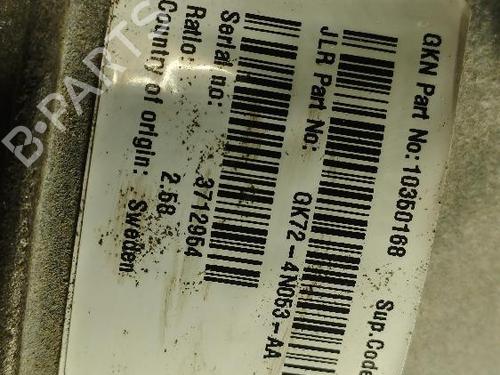 GKN Part No: 10350168 Sup.Code
JLR Part No: GK72-4N053-AA
Serial no: 3712954
Ratio: 2.58
Country of origin: Sweden
B-PARTS